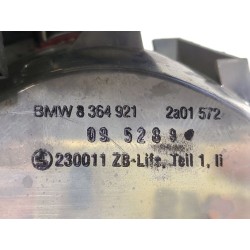 BMW 8 364 921 2a01 572
09 5289
230011 ZB-Lifs, Teil 1, li